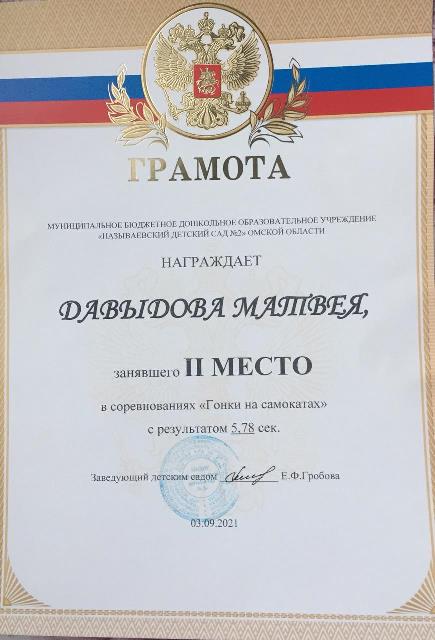 ГРАМОТА
МУНИЦИПАЛЬНОЕ БЮДЖЕТНОЕ ДОШКОЛЬНОЕ ОБРАЗОВАТЕЛЬНОЕ УЧРЕЖДЕНИЕ
«НАЗЫВАЕВСКИЙ ДЕТСКИЙ САД №2» ОМСКОЙ ОБЛАСТИ
НАГРАЖДАЕТ
ДАВЫДОВА МАТВЕЯ,
занявшего II МЕСТО
в соревнованиях «Гонки на самокатах»
с результатом 5,78 сек.
Заведующий детским садом Е.Ф.Гробова
03.09.2021